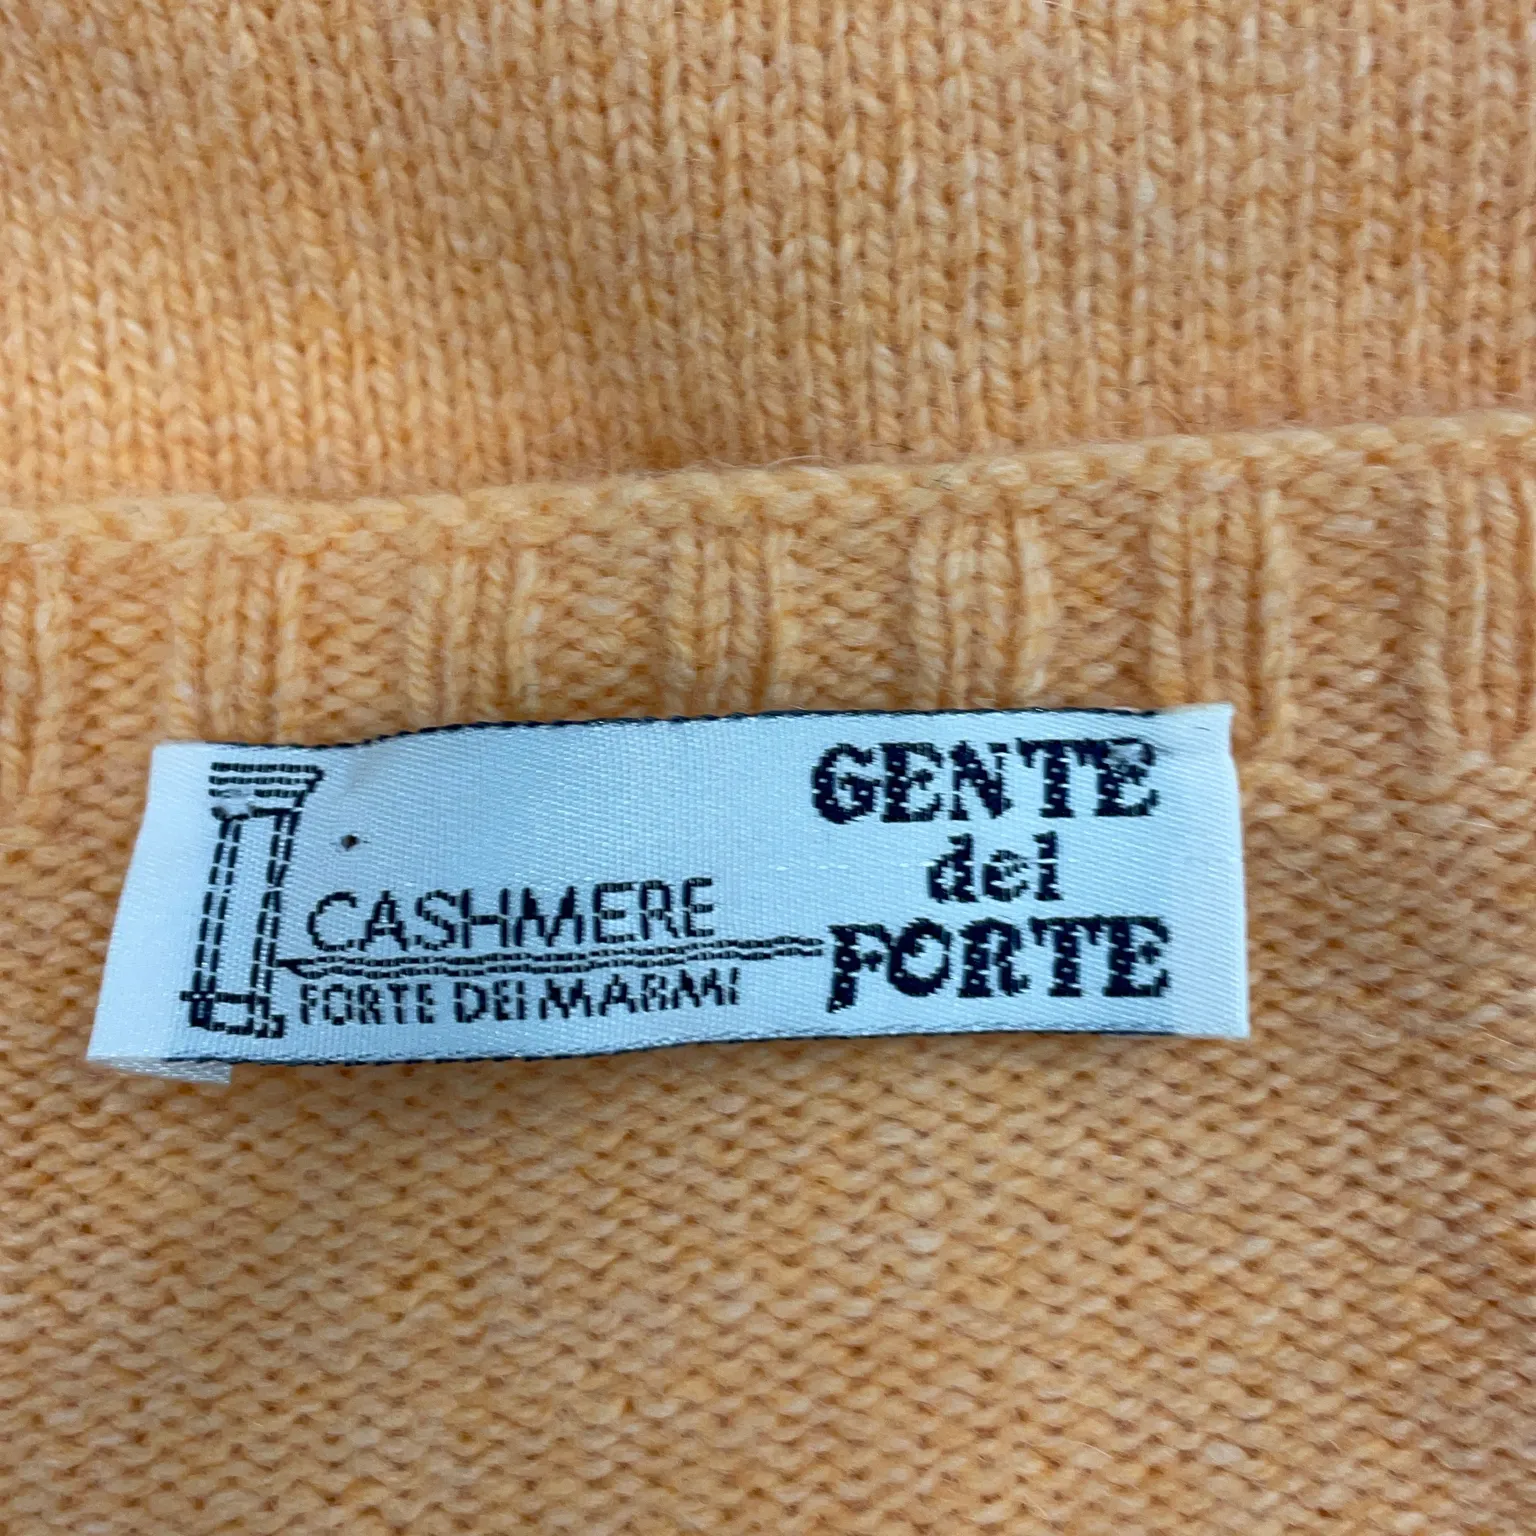 CASHMERE
FORTE DEI MARMI
GENTE
del
FORTE